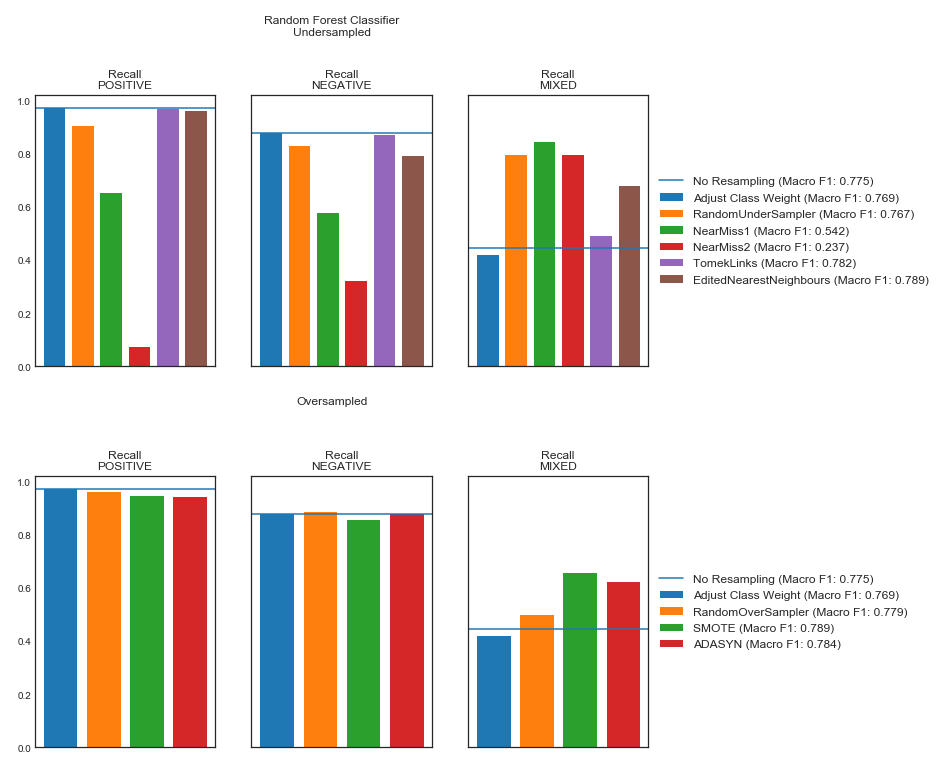 Random Forest Classifier
Undersampled
Recall
POSITIVE
Recall
NEGATIVE
Recall
MIXED
1.0
0.8
0.6
0.4
0.2
0.0
No Resampling (Macro F1: 0.775)
Adjust Class Weight (Macro F1: 0.769)
RandomUnderSampler (Macro F1: 0.767)
NearMiss1 (Macro F1: 0.542)
NearMiss2 (Macro F1: 0.237)
TomekLinks (Macro F1: 0.782)
EditedNearestNeighbours (Macro F1: 0.789)
Oversampled
Recall
POSITIVE
Recall
NEGATIVE
Recall
MIXED
1.0
0.8
0.6
0.4
0.2
0.0
No Resampling (Macro F1: 0.775)
Adjust Class Weight (Macro F1: 0.769)
RandomOverSampler (Macro F1: 0.779)
SMOTE (Macro F1: 0.789)
ADASYN (Macro F1: 0.784)